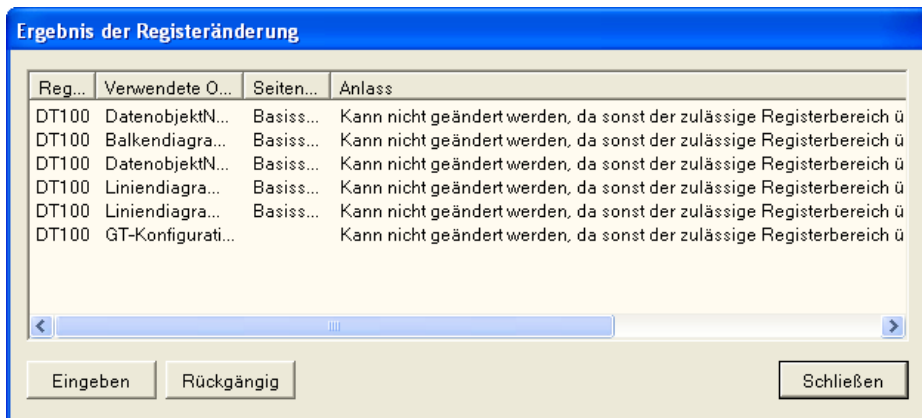 Ergebnis der Registeränderung
Reg... Verwendete O... Seiten... Anlass
DT100 DatenobjektN... Basiss... Kann nicht geändert werden, da sonst der zulässige Registerbereich ü
DT100 Balkendiagra... Basiss... Kann nicht geändert werden, da sonst der zulässige Registerbereich ü
DT100 DatenobjektN... Basiss... Kann nicht geändert werden, da sonst der zulässige Registerbereich ü
DT100 Liniendiagra... Basiss... Kann nicht geändert werden, da sonst der zulässige Registerbereich ü
DT100 Liniendiagra... Basiss... Kann nicht geändert werden, da sonst der zulässige Registerbereich ü
DT100 GT-Konfigurati... Kann nicht geändert werden, da sonst der zulässige Registerbereich ü
Eingeben Rückgängig Schließen